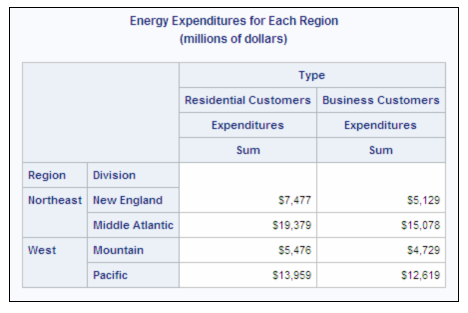 Energy Expenditures for Each Region
(millions of dollars)
Type
Residential Customers Business Customers
Expenditures Expenditures
Sum Sum
Region Division
Northeast New England $7,477 $5,129
Middle Atlantic $19,379 $15,078
West Mountain $5,476 $4,729
Pacific $13,959 $12,619